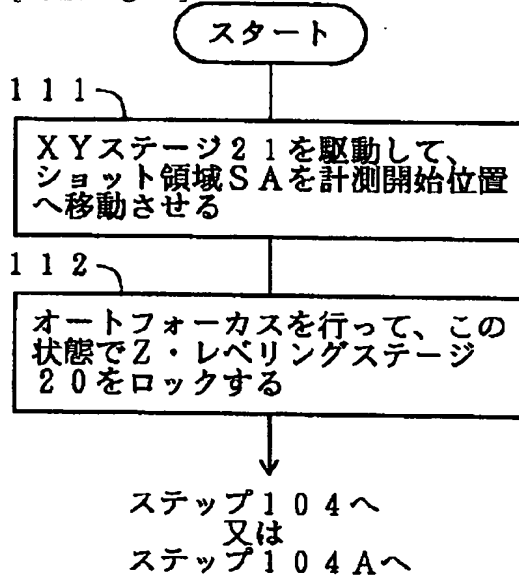 スタート
111
XYステージ21を駆動して、
ショット領域SAを計測開始位置
へ移動させる
112
オートフォーカスを行って、この
状態でZ・レベリングステージ
20をロックする
ステップ104へ
又は
ステップ104Aへ